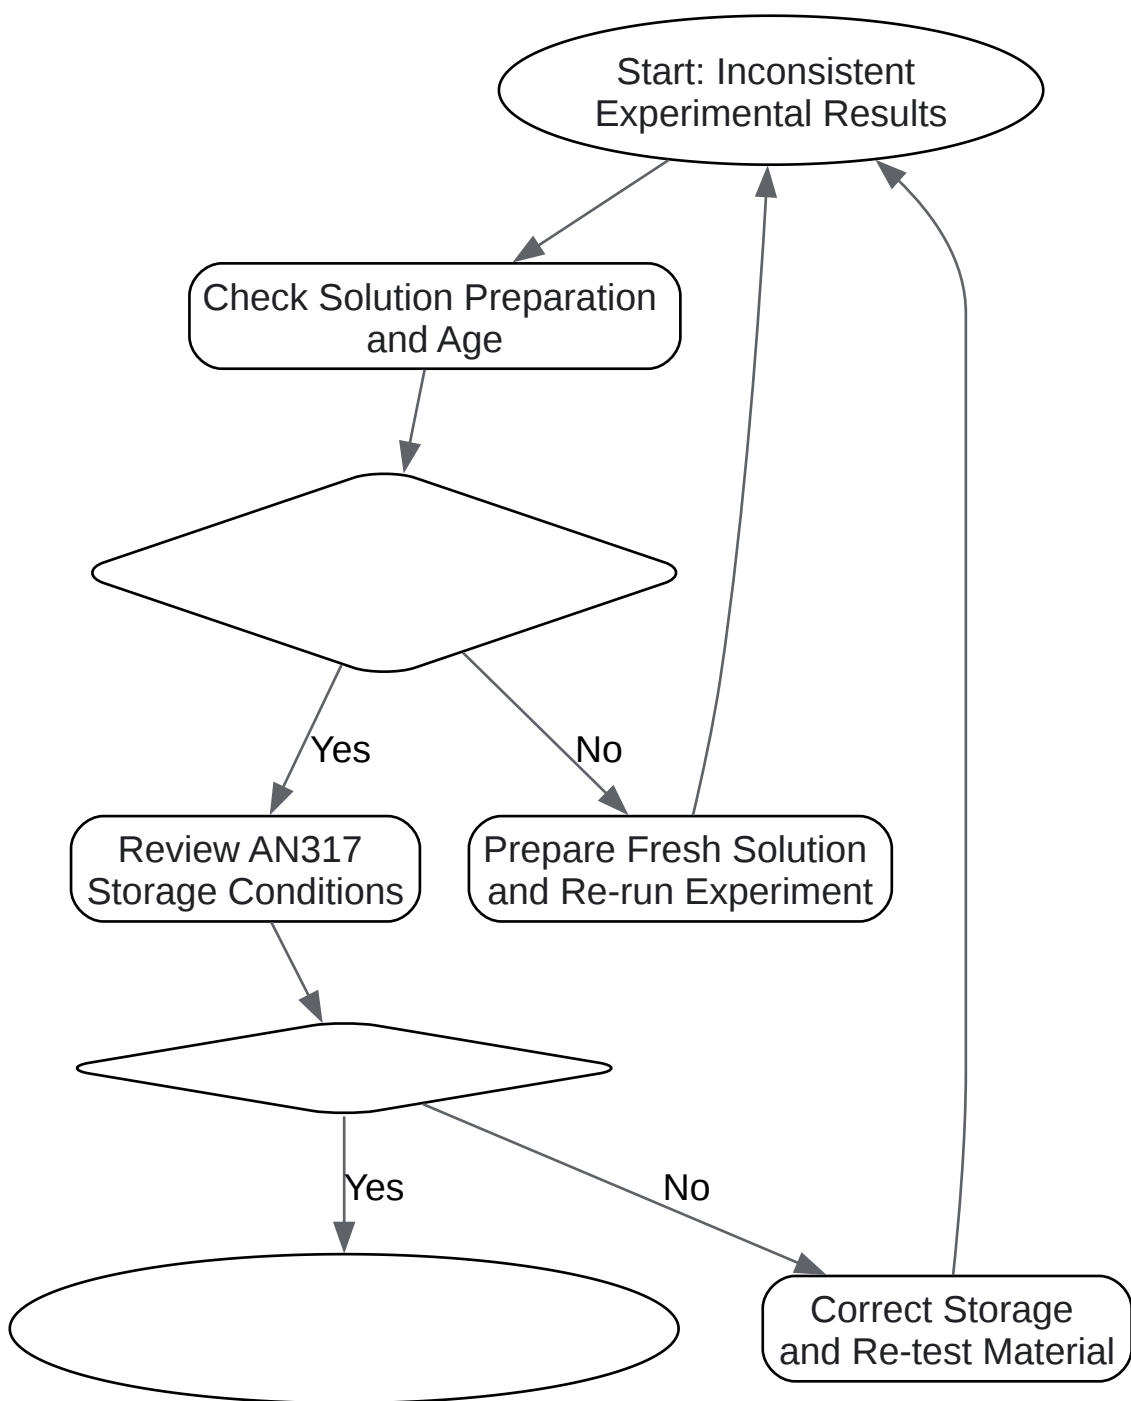 Start: Inconsistent
Experimental Results
Check Solution Preparation
and Age
Yes
No
Review AN317
Storage Conditions
Prepare Fresh Solution
and Re-run Experiment
Yes
No
Correct Storage
and Re-test Material